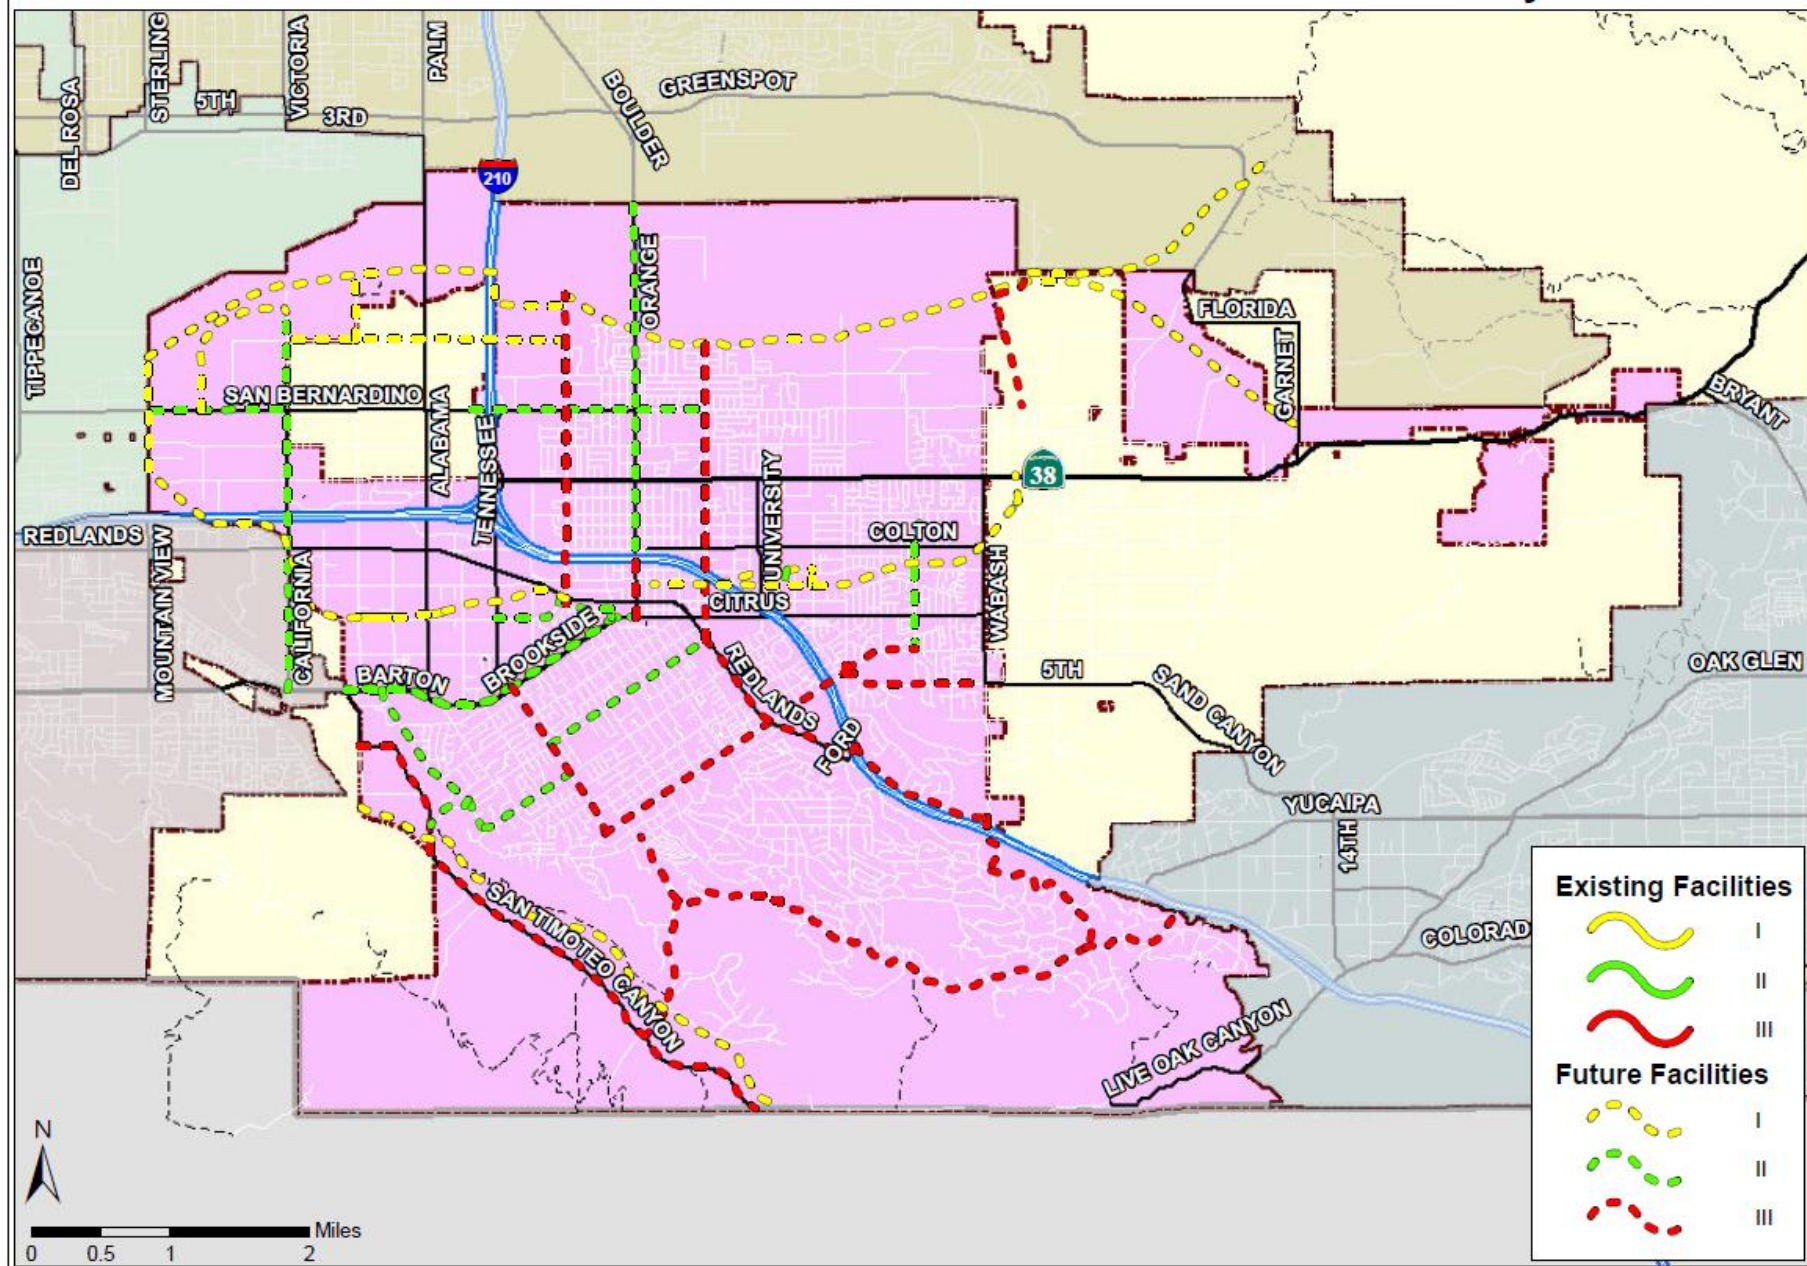 STERLING
VICTORIA
PALM
DEL ROSA
5TH
3RD
BOULDER
GREENSPOT
210
ORANGE
TIPPECANOE
FLORIDA
GARNET
SAN BERNARDINO
ALABAMA
TENNESSEE
BRYANT
UNIVERSITY
38
REDLANDS
COLTON
MOUNTAIN VIEW
CALIFORNIA
CITRUS
WABASH
BROOKSIDE
BARTON
REDLANDS
FORD
5TH
SAND CANYON
OAK GLEN
YUCAIPA
14TH
SAN TIMOTEO CANYON
COLORAD
LIVE OAK CANYON
Existing Facilities
I
II
III
Future Facilities
I
II
III
N
Miles
0 0.5 1 2